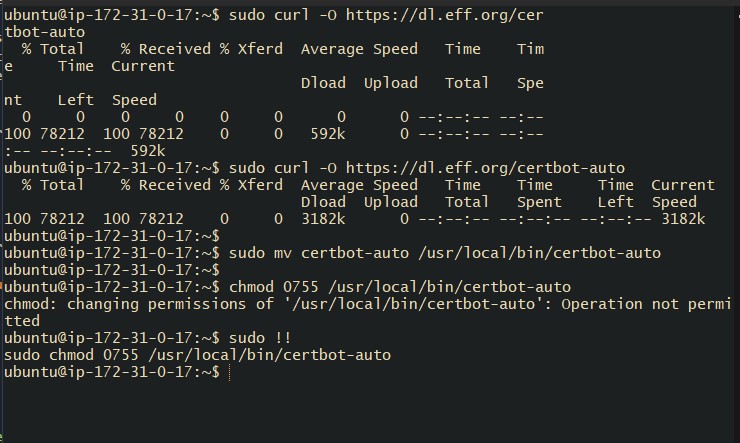 ubuntu@ip-172-31-0-17:~$ sudo curl -O https://dl.eff.org/cer
tbot-auto
  % Total    % Received % Xferd  Average Speed   Time    Tim
e     Time  Current
                                 Dload  Upload   Total   Spe
nt    Left  Speed
  0     0    0     0    0     0      0      0 --:--:-- --:--
100 78212  100 78212    0     0   592k      0 --:--:-- --:--
:-- --:--:--  592k
ubuntu@ip-172-31-0-17:~$ sudo curl -O https://dl.eff.org/certbot-auto
  % Total    % Received % Xferd  Average Speed   Time    Time     Time  Current
                                 Dload  Upload   Total   Spent    Left  Speed
100 78212  100 78212    0     0  3182k      0 --:--:-- --:--:-- --:--:-- 3182k
ubuntu@ip-172-31-0-17:~$
ubuntu@ip-172-31-0-17:~$ sudo mv certbot-auto /usr/local/bin/certbot-auto
ubuntu@ip-172-31-0-17:~$
ubuntu@ip-172-31-0-17:~$ chmod 0755 /usr/local/bin/certbot-auto
chmod: changing permissions of '/usr/local/bin/certbot-auto': Operation not permi
tted
ubuntu@ip-172-31-0-17:~$ sudo !!
sudo chmod 0755 /usr/local/bin/certbot-auto
ubuntu@ip-172-31-0-17:~$